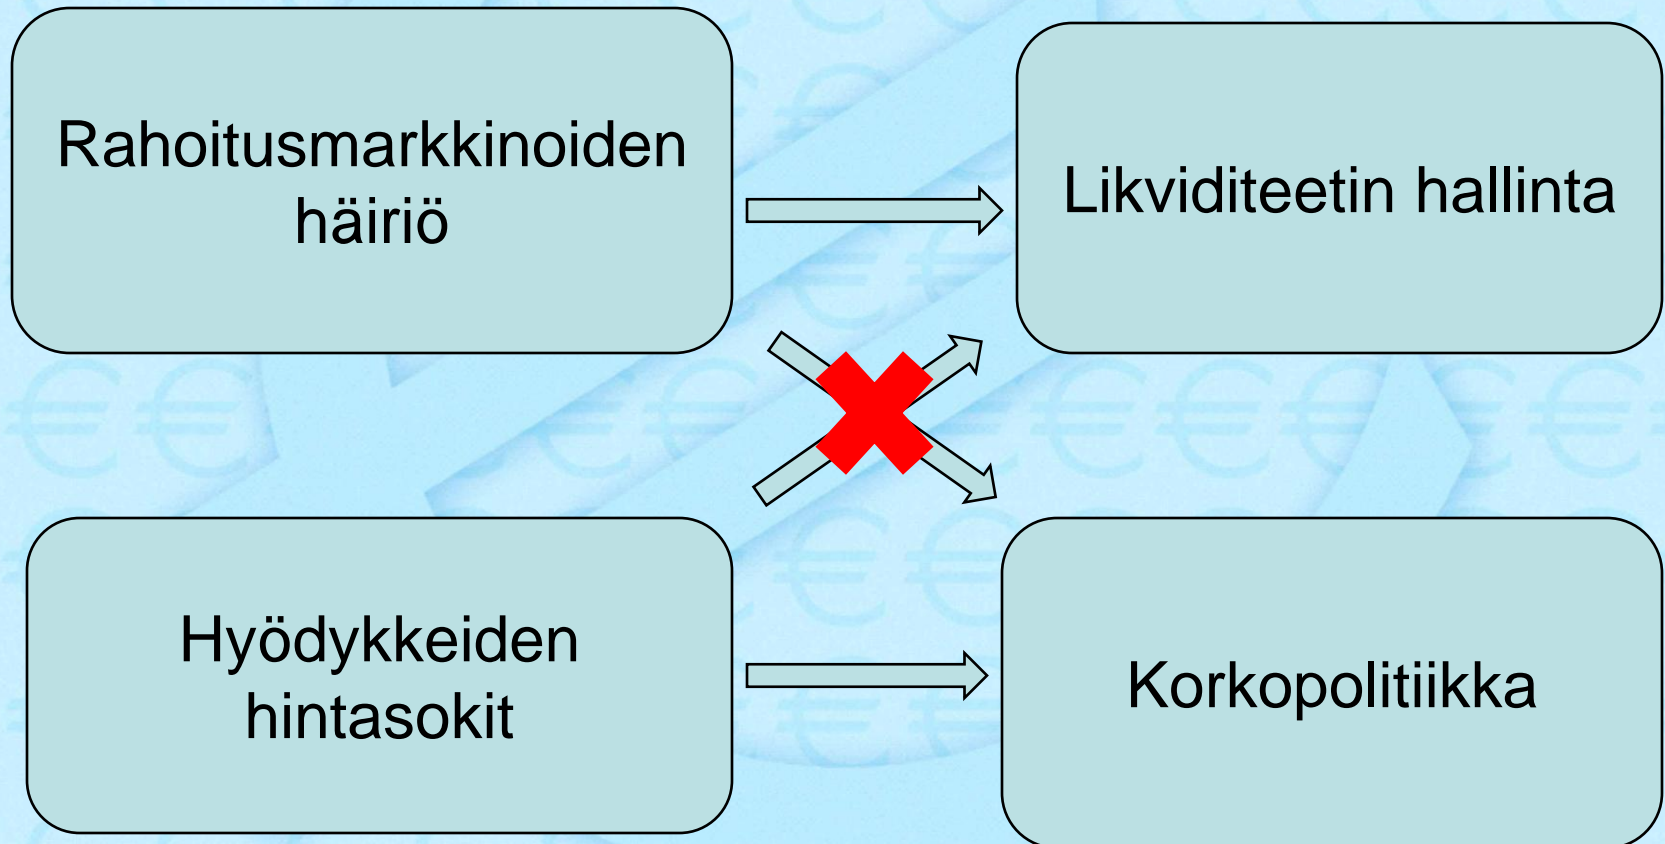 Rahoitusmarkkinoiden
häiriö
Likviditeetin hallinta
Hyödykkeiden
hintasokit
Korkopolitiikka